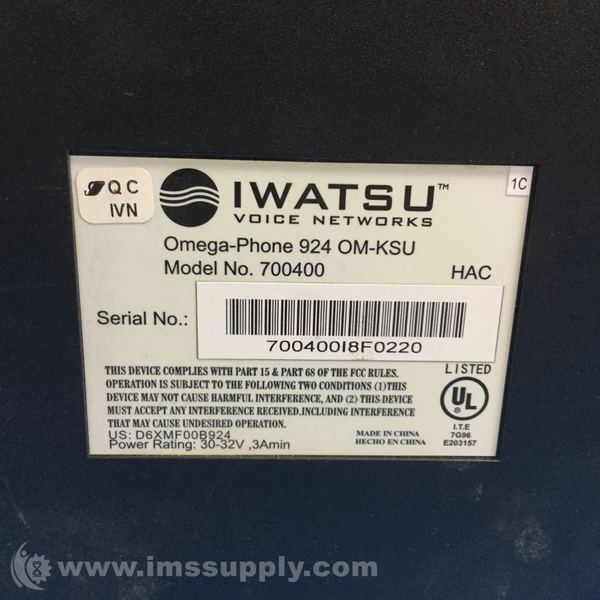 QC
IVN
IWATSU™
VOICE NETWORKS
1C
Omega-Phone 924 OM-KSU
Model No. 700400
HAC
Serial No.:
700400I8F0220
THIS DEVICE COMPLIES WITH PART 15 & PART 68 OF THE FCC RULES.
OPERATION IS SUBJECT TO THE FOLLOWING TWO CONDITIONS (1)THIS
DEVICE MAY NOT CAUSE HARMFUL INTERFERENCE, AND (2) THIS DEVICE
MUST ACCEPT ANY INTERFERENCE RECEIVED.INCLUDING INTERFERENCE
THAT MAY CAUSE UNDESIRED OPERATION.
US: D6XMF00B924
Power Rating: 30-32V ,3Amin
MADE IN CHINA
HECHO EN CHINA
LISTED
UL
I.T.E
7G96
E203157
www.imssupply.com